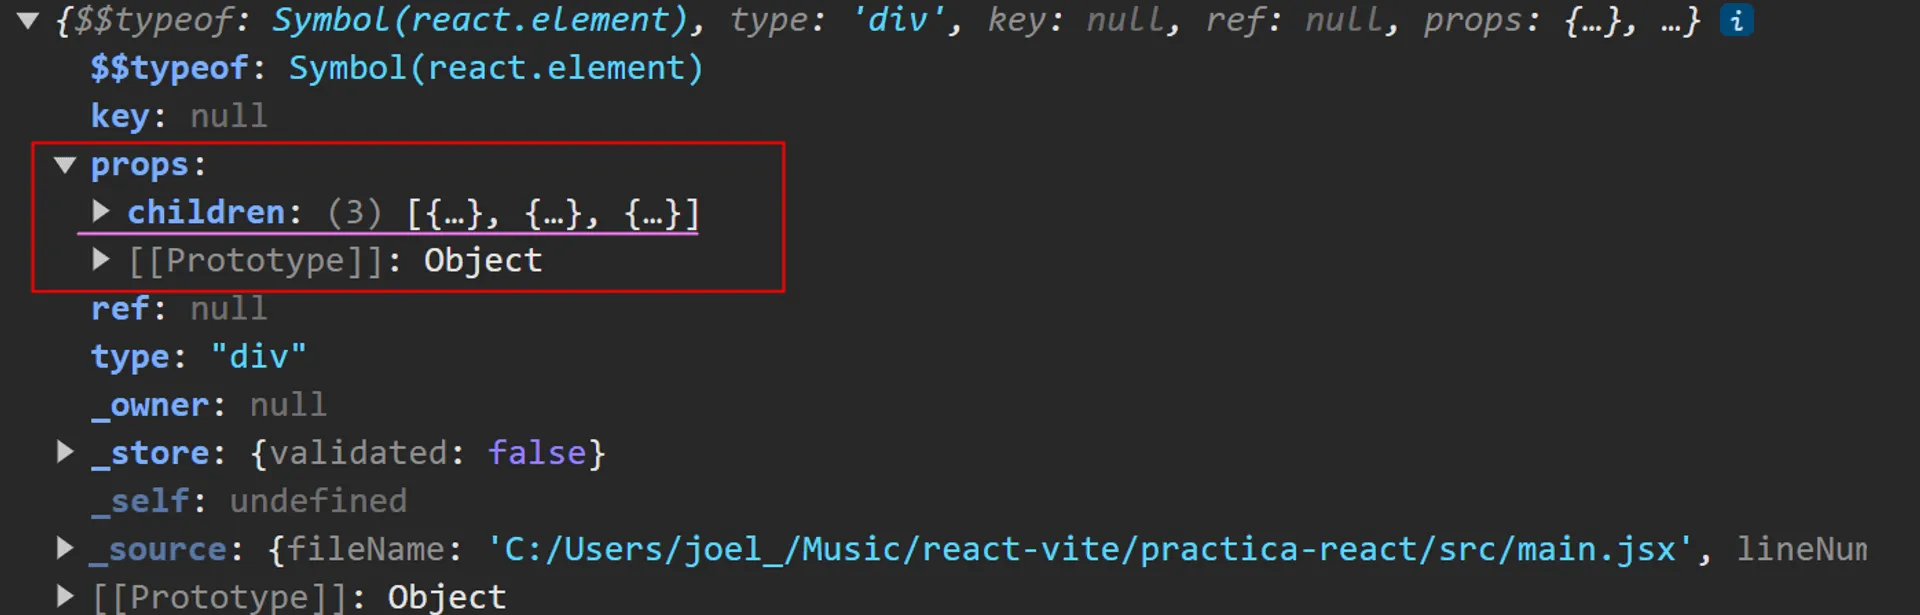 ▼ {$$typeof: Symbol(react.element), type: 'div', key: null, ref: null, props: {…}, …} i
$$typeof: Symbol(react.element)
key: null
▼ props:
▶ children: (3) [{…}, {…}, {…}]
▶ [[Prototype]]: Object
ref: null
type: "div"
_owner: null
▶ _store: {validated: false}
_self: undefined
▶ _source: {fileName: 'C:/Users/joel_/Music/react-vite/practica-react/src/main.jsx', lineNum
▶ [[Prototype]]: Object